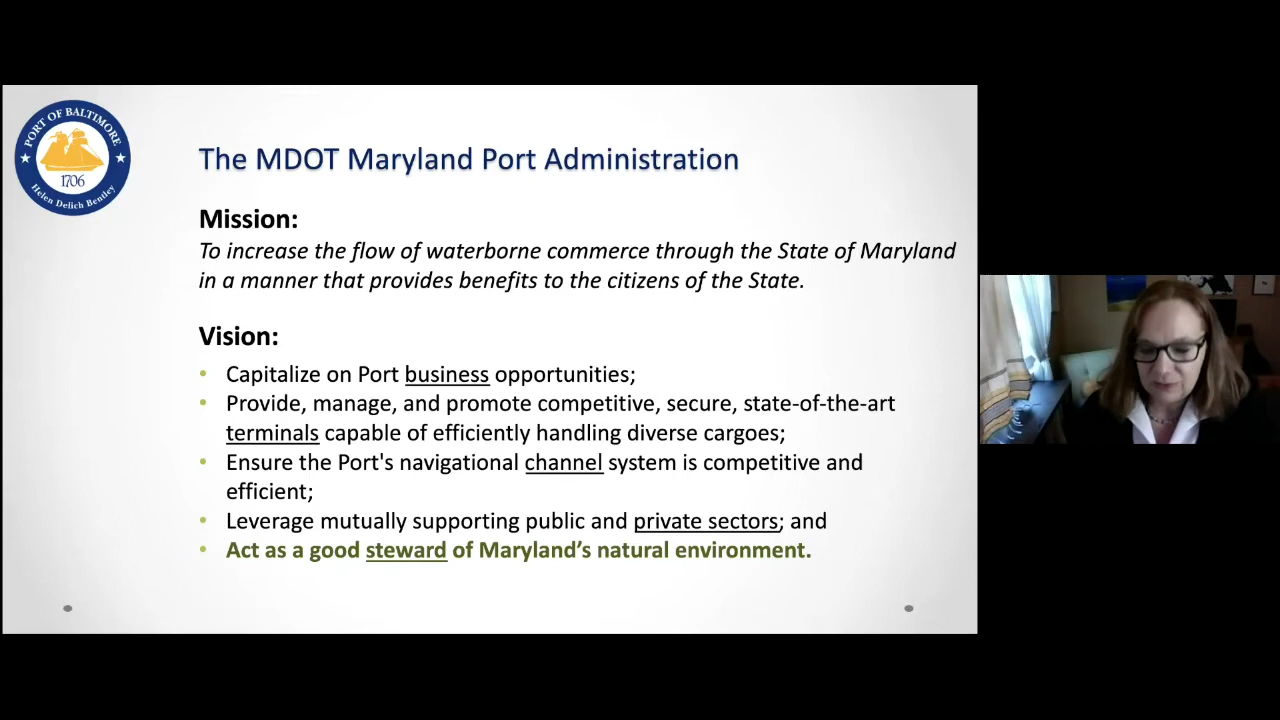 PORT OF BALTIMORE
1706
Helen Delich Bentley
The MDOT Maryland Port Administration
Mission:
To increase the flow of waterborne commerce through the State of Maryland
in a manner that provides benefits to the citizens of the State.
Vision:
• Capitalize on Port business opportunities;
• Provide, manage, and promote competitive, secure, state-of-the-art
terminals capable of efficiently handling diverse cargoes;
• Ensure the Port's navigational channel system is competitive and
efficient;
• Leverage mutually supporting public and private sectors; and
• Act as a good steward of Maryland’s natural environment.